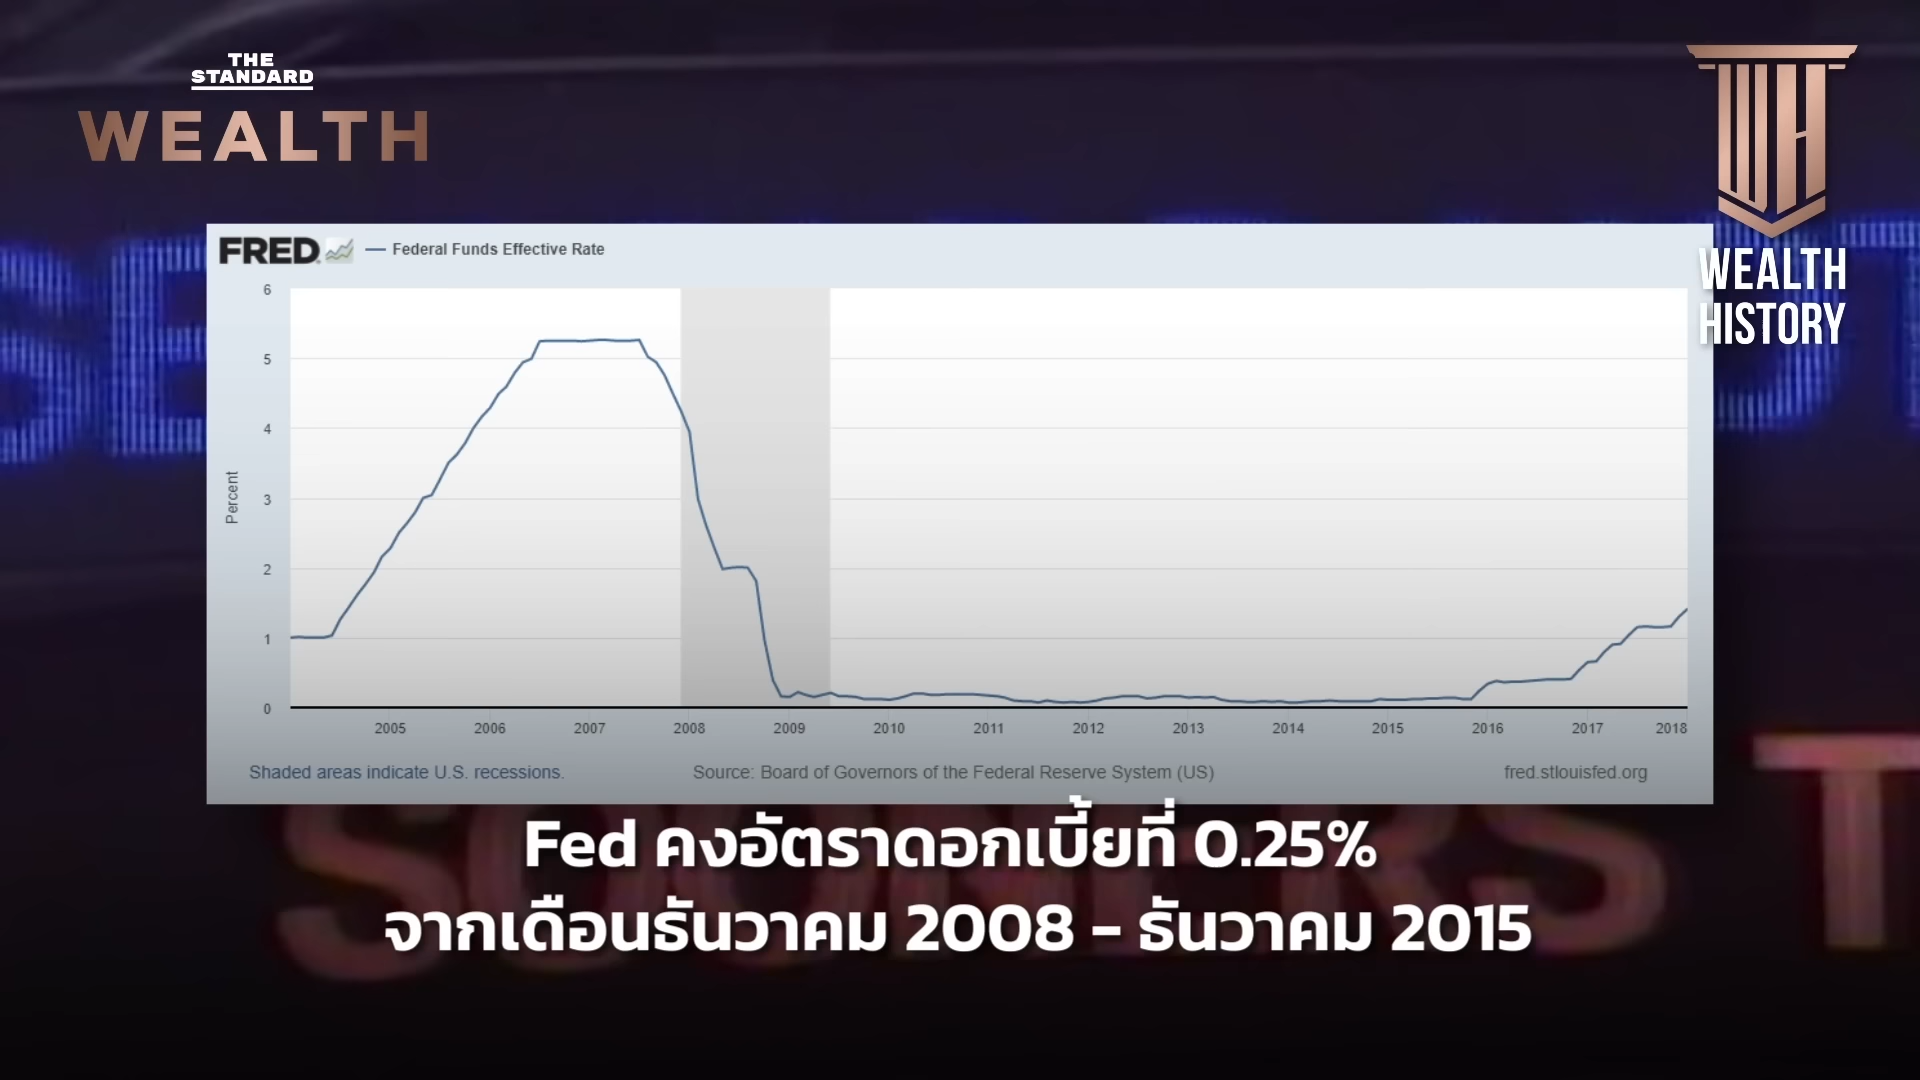 THE
STANDARD
WEALTH
WEALTH
HISTORY
FRED
Federal Funds Effective Rate
Percent
6
5
4
3
2
1
0
2005 2006 2007 2008 2009 2010 2011 2012 2013 2014 2015 2016 2017 2018
Shaded areas indicate U.S. recessions.
Source: Board of Governors of the Federal Reserve System (US)
fred.stlouisfed.org
Fed คงอัตราดอกเบี้ยที่ 0.25%
จากเดือนธันวาคม 2008 – ธันวาคม 2015